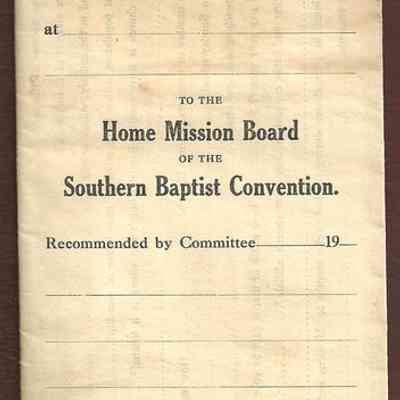 at
TO THE
Home Mission Board
OF THE
Southern Baptist Convention.
Recommended by Committee 19